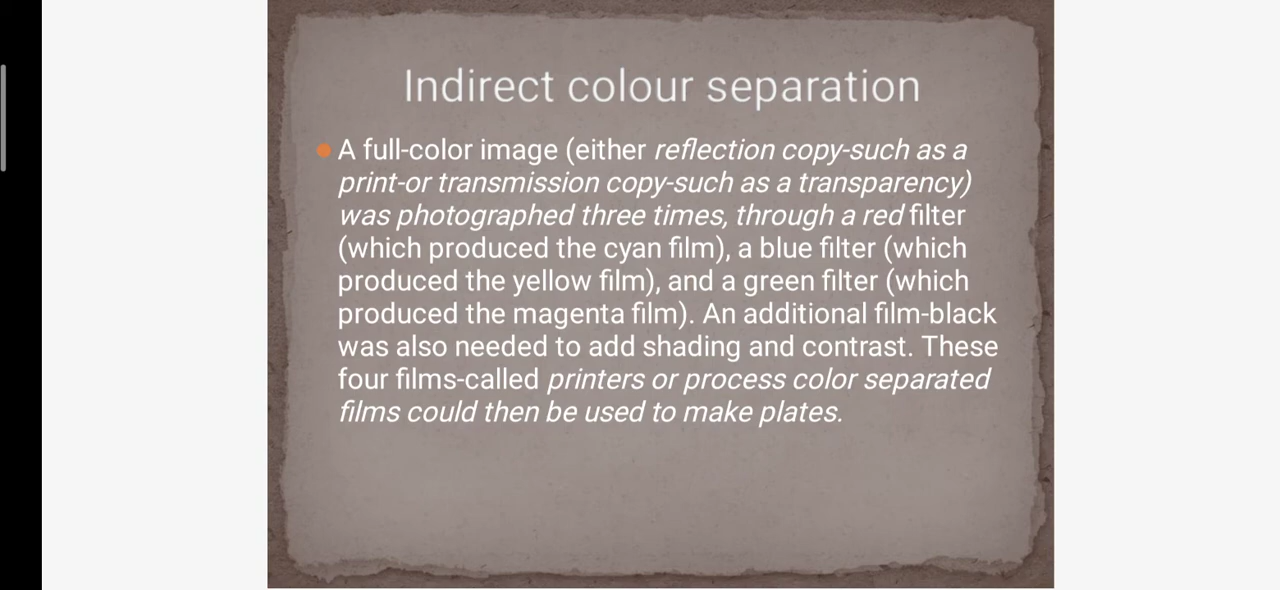 Indirect colour separation
A full-color image (either reflection copy-such as a
print-or transmission copy-such as a transparency)
was photographed three times, through a red filter
(which produced the cyan film), a blue filter (which
produced the yellow film), and a green filter (which
produced the magenta film). An additional film-black
was also needed to add shading and contrast. These
four films-called printers or process color separated
films could then be used to make plates.